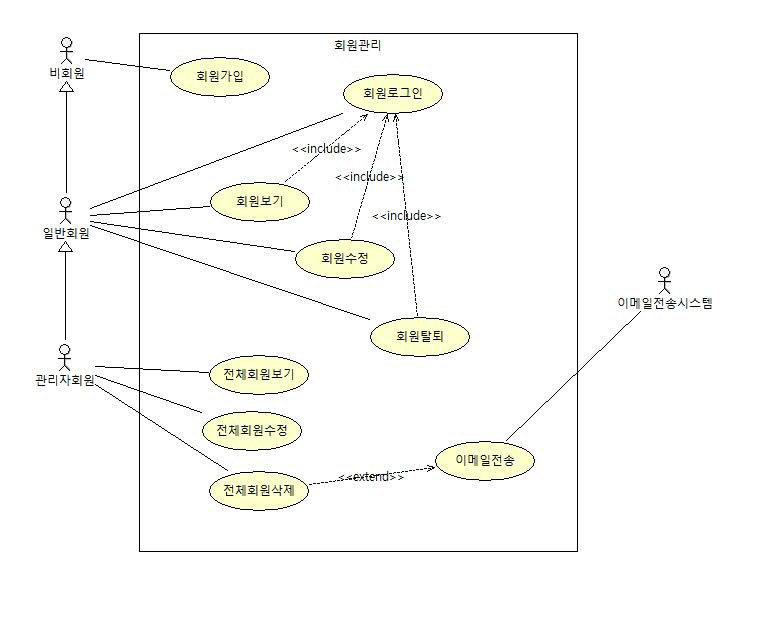 회원관리
비회원
회원가입
회원로그인
<<include>>
<<include>>
회원보기
<<include>>
일반회원
회원수정
이메일전송시스템
회원탈퇴
관리자회원
전체회원보기
전체회원수정
이메일전송
<<extend>>
전체회원삭제